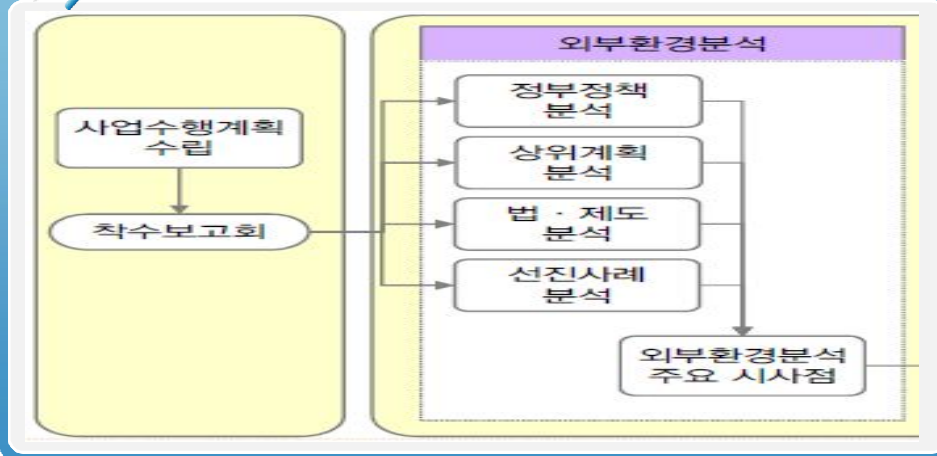 외부환경분석
사업수행계획
수립
착수보고회
정부정책
분석
상위계획
분석
법 · 제도
분석
선진사례
분석
외부환경분석
주요 시사점